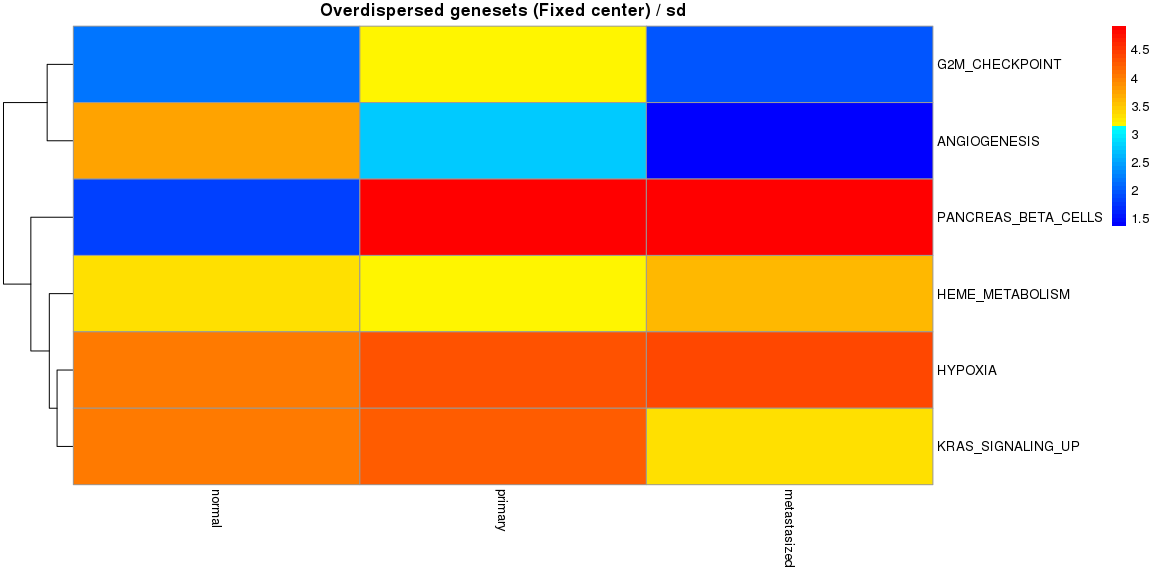 Overdispersed genesets (Fixed center) / sd
G2M_CHECKPOINT
ANGIOGENESIS
PANCREAS_BETA_CELLS
HEME_METABOLISM
HYPOXIA
KRAS_SIGNALING_UP
4.5
4
3.5
3
2.5
2
1.5
normal
primary
metastasized